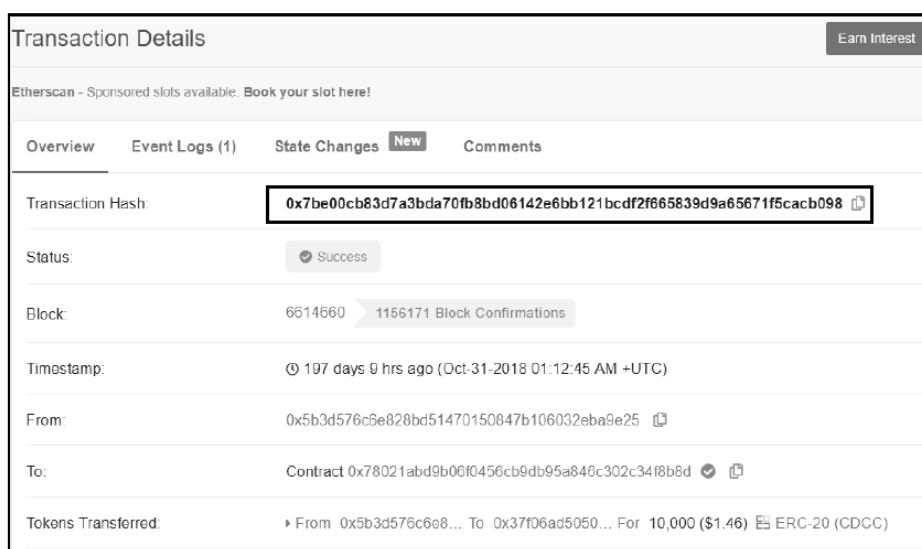 Transaction Details
Earn Interest
Etherscan - Sponsored slots available. Book your slot here!
Overview Event Logs (1) State Changes New Comments
Transaction Hash: 0x7be00cb83d7a3bda70fb8bd06142e6bb121bcdf2f665839d9a65671f5cacb098
Status: Success
Block: 6614660 1156171 Block Confirmations
Timestamp: 197 days 9 hrs ago (Oct-31-2018 01:12:45 AM +UTC)
From: 0x5b3d576c6e828bd51470150847b106032eba9e25
To: Contract 0x78021abd9b06f0456cb9db95a846c302c34f8b8d
Tokens Transferred: From 0x5b3d576c6e8... To 0x37f06ad5050... For 10,000 ($1.46) ERC-20 (CDCC)